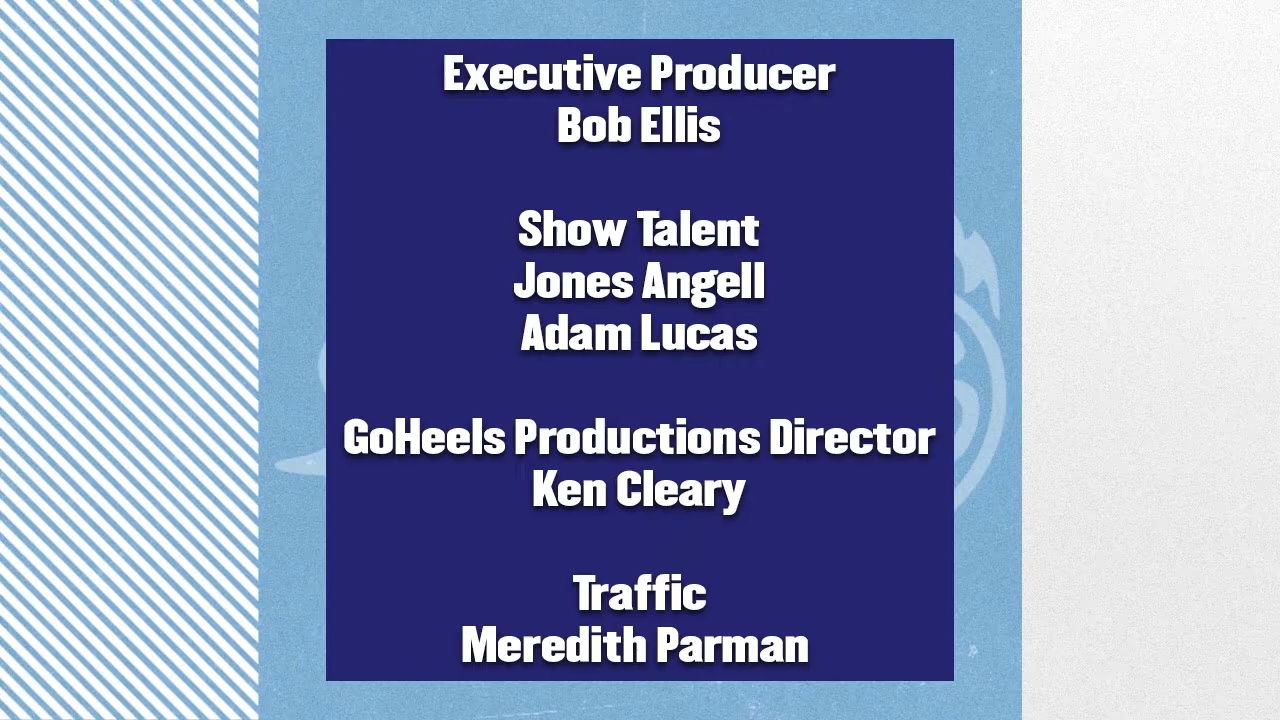 Executive Producer
Bob Ellis
Show Talent
Jones Angell
Adam Lucas
GoHeels Productions Director
Ken Cleary
Traffic
Meredith Parman